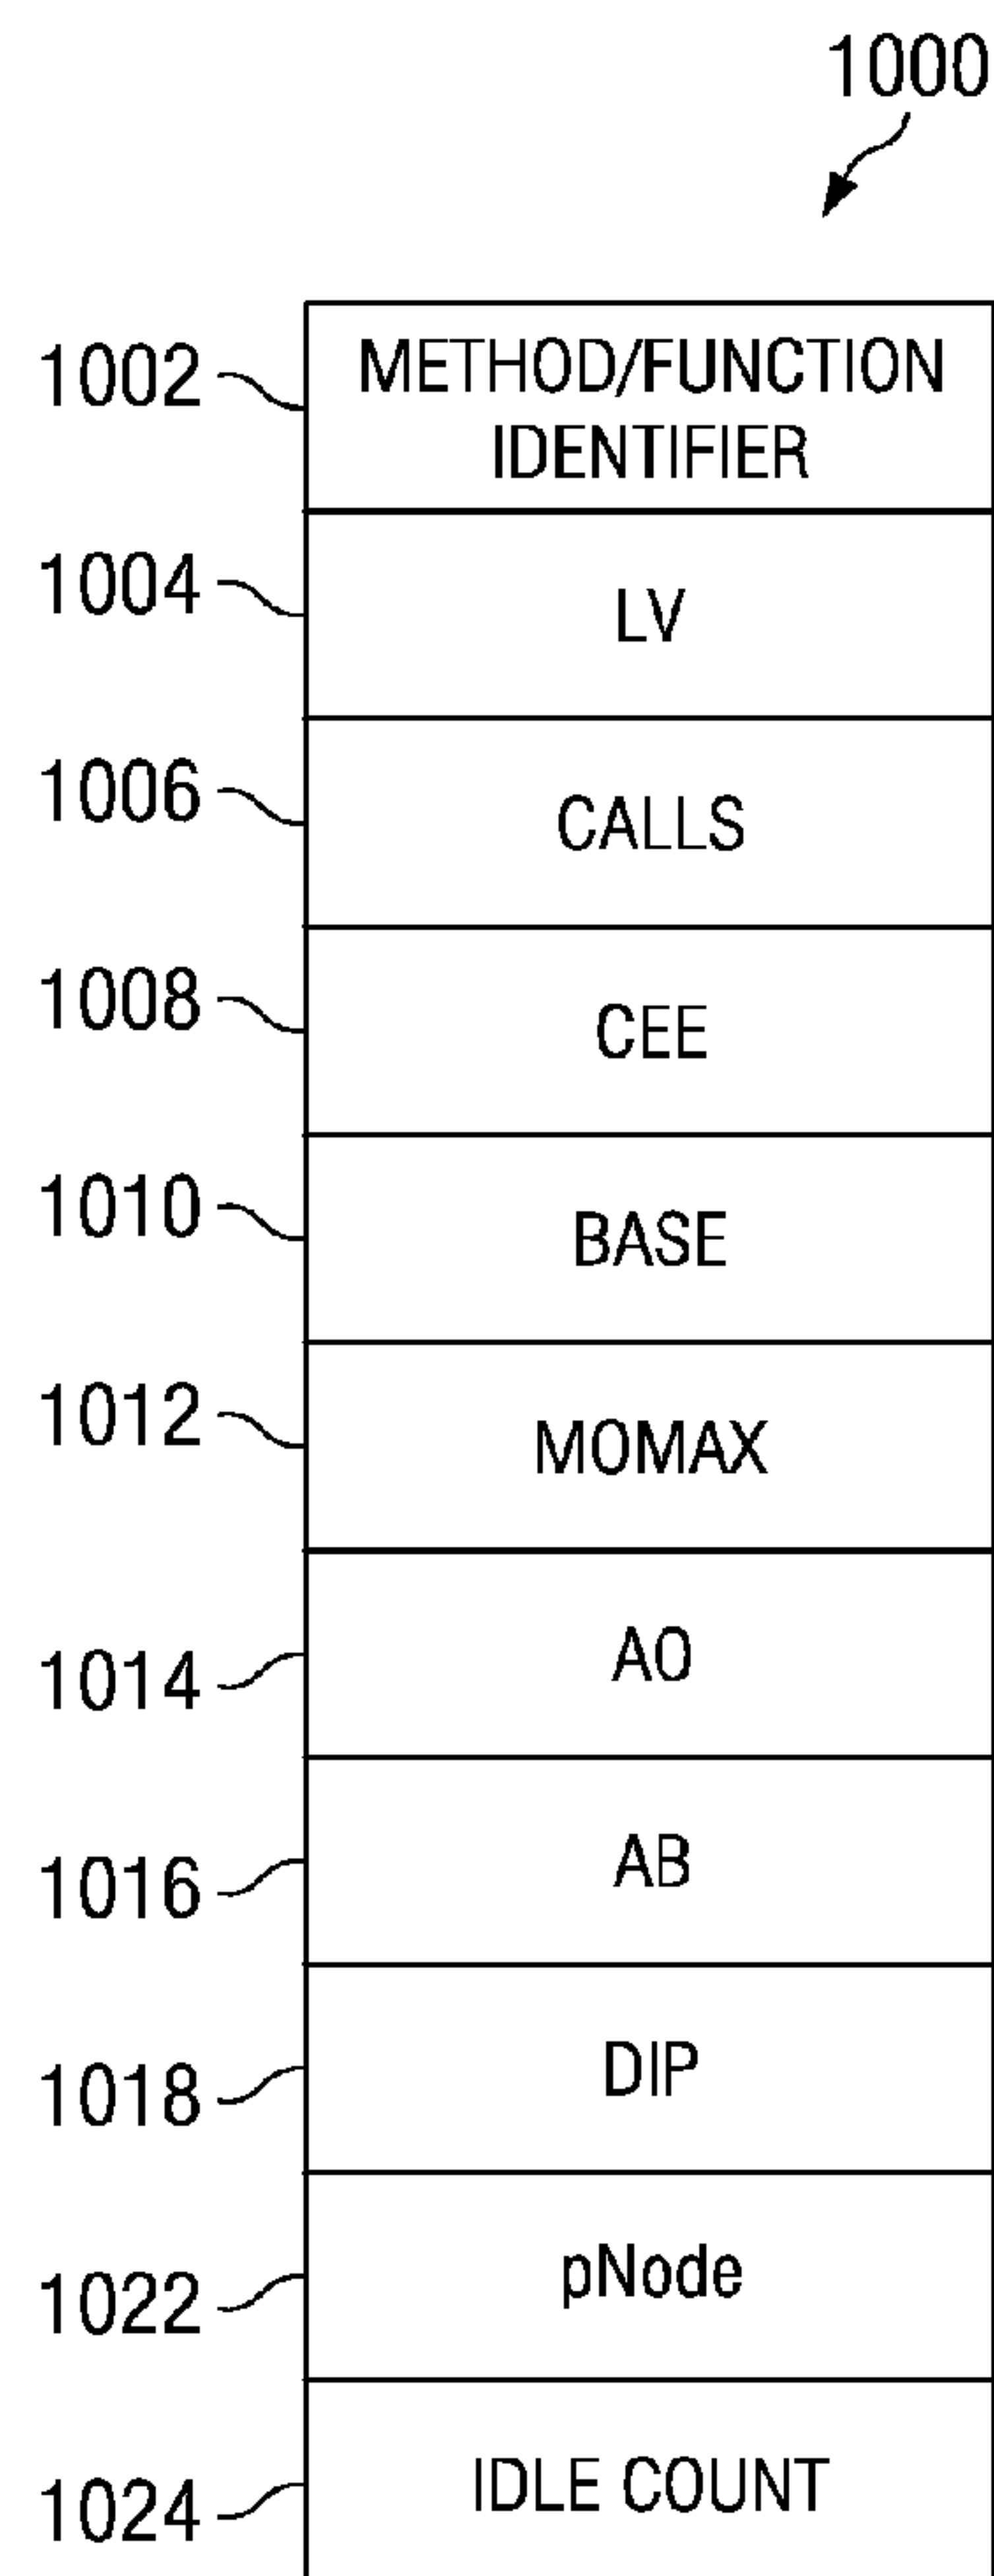 1000
1002 METHOD/FUNCTION
IDENTIFIER
1004 LV
1006 CALLS
1008 CEE
1010 BASE
1012 MOMAX
1014 AO
1016 AB
1018 DIP
1022 pNode
1024 IDLE COUNT